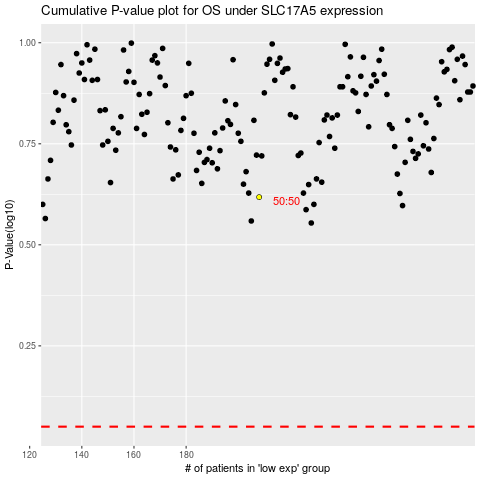 Cumulative P-value plot for OS under SLC17A5 expression
P-Value(log10)
1.00
0.75
0.50
0.25
50:50
120 140 160 180
# of patients in 'low exp' group